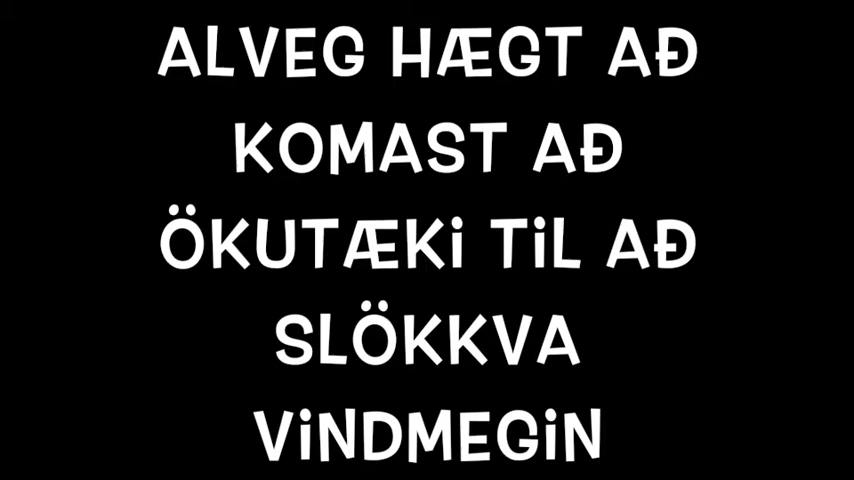 ALVEG HÆGT AÐ
KOMAST AÐ
ÖKUTÆKi TiL AÐ
SLÖKKVA
ViNDMEGiN